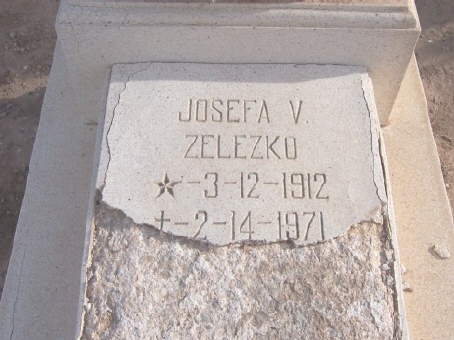 JOSEFA V.
ZELEZKO
☆-3-12-1912
†-2-14-1971